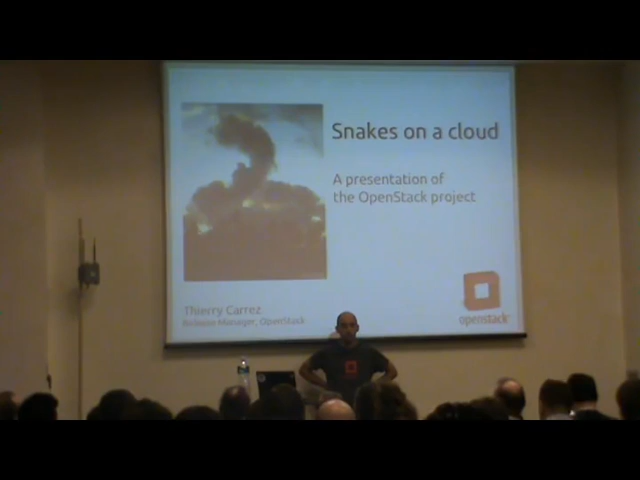 Snakes on a cloud
A presentation of
the OpenStack project
Thierry Carrez
Release Manager, OpenStack
openstack